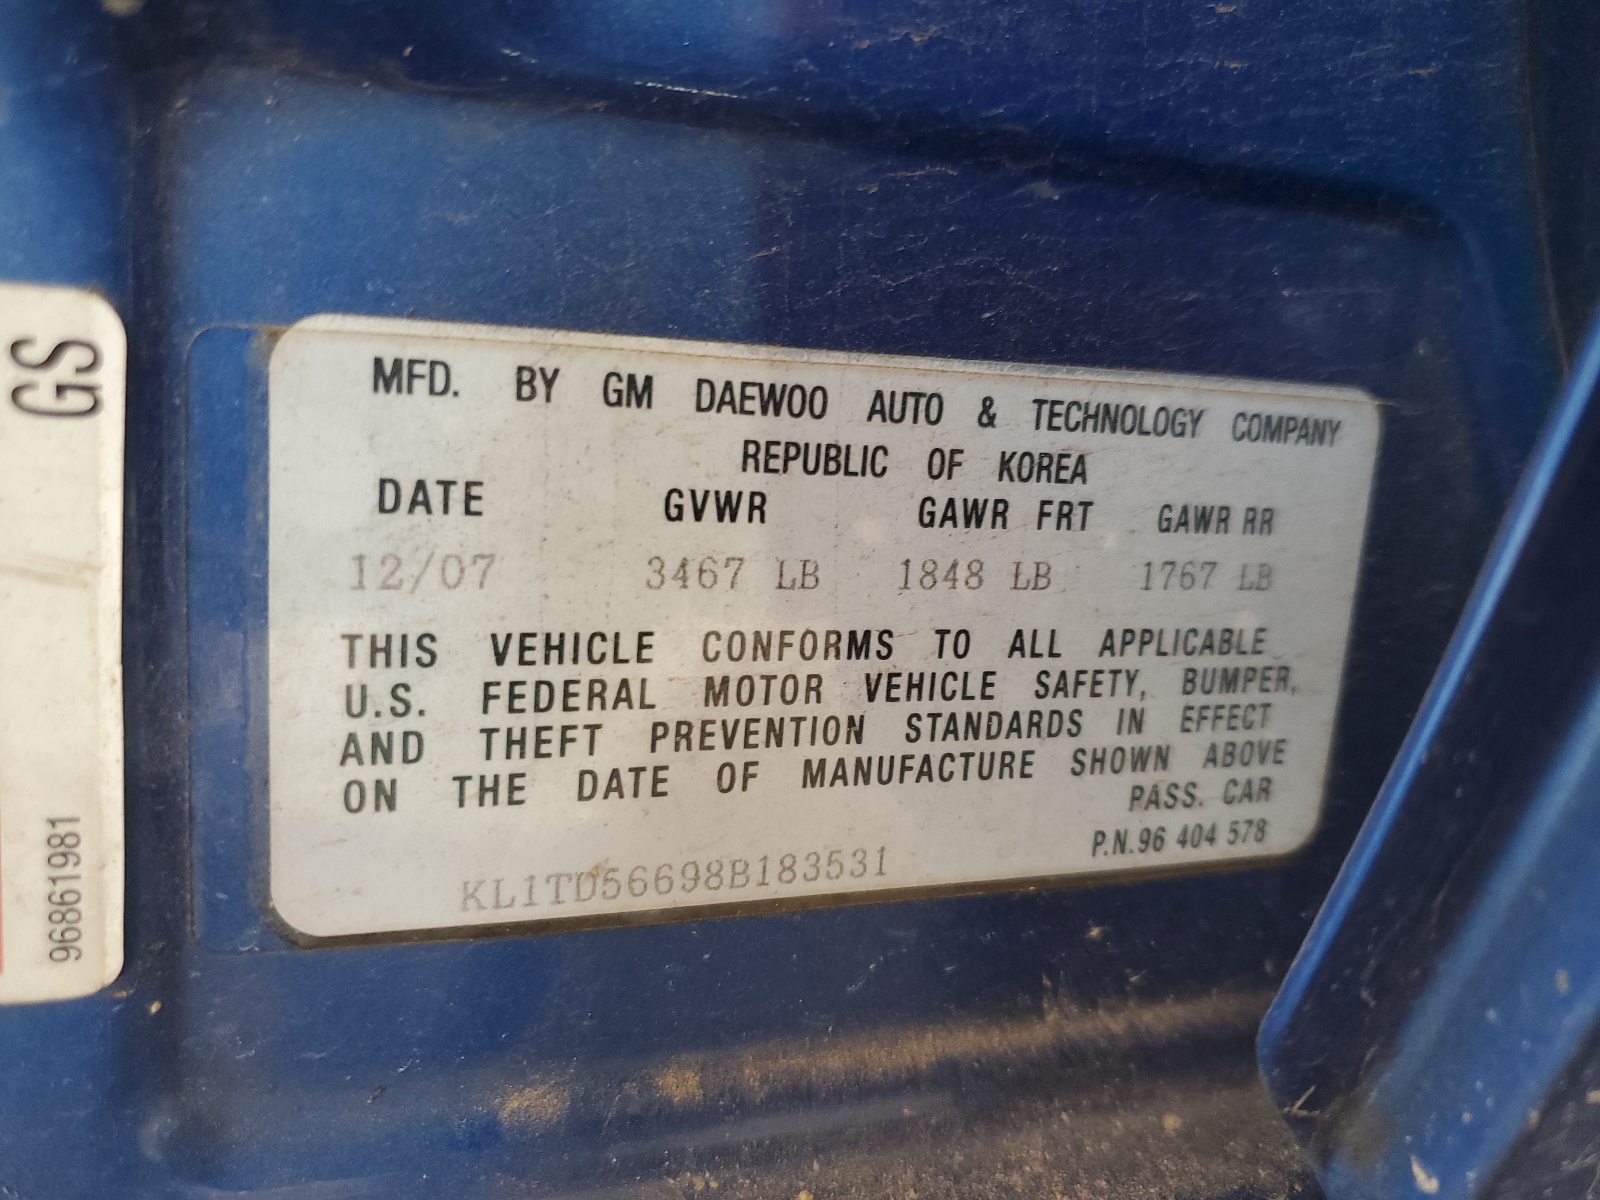 MFD. BY GM DAEWOO AUTO & TECHNOLOGY COMPANY
REPUBLIC OF KOREA
DATE GVWR GAWR FRT GAWR RR
12/07 3467 LB 1848 LB 1767 LB
THIS VEHICLE CONFORMS TO ALL APPLICABLE
U.S. FEDERAL MOTOR VEHICLE SAFETY, BUMPER,
AND THEFT PREVENTION STANDARDS IN EFFECT
ON THE DATE OF MANUFACTURE SHOWN ABOVE
PASS. CAR
P.N.96 404 578
KL1TD56698B183531
GS
96861981